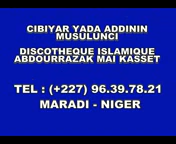 CIBIYAR YADA ADDININ
MUSULUNCI
DISCOTHEQUE ISLAMIQUE
ABDOURRAZAK MAI KASSET
TEL : (+227) 96.39.78.21
MARADI - NIGER